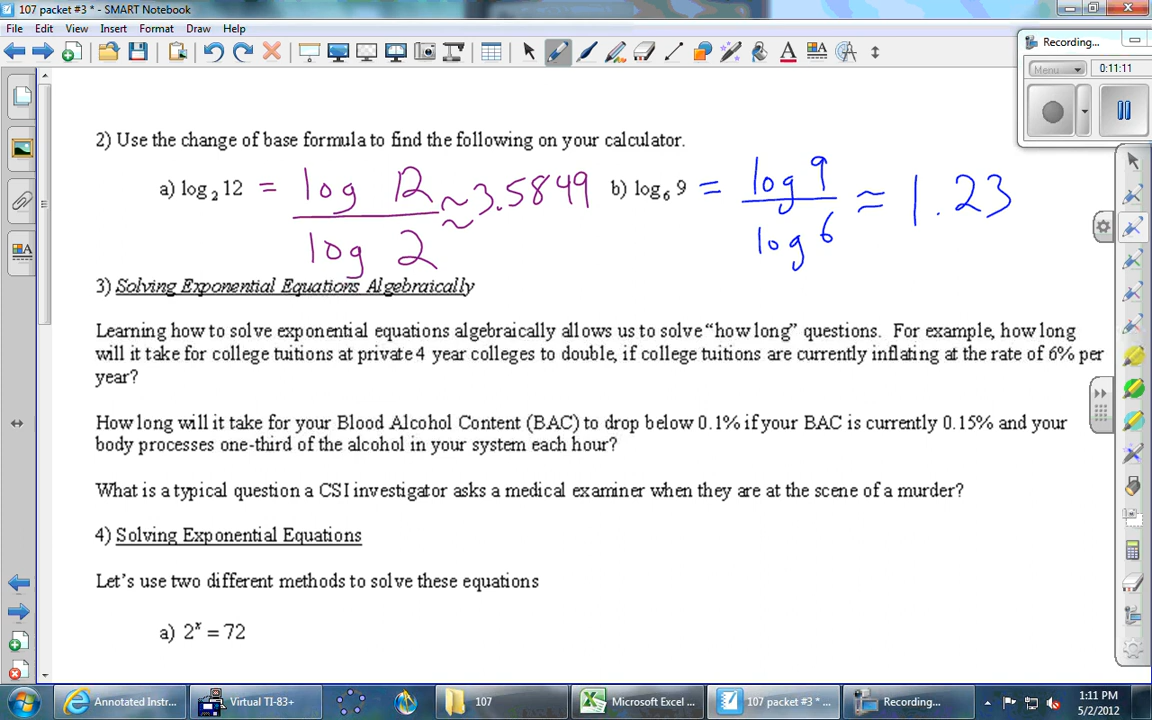 107 packet #3 * - SMART Notebook
File Edit View Insert Format Draw Help
Recording...
Menu
0:11:11
2) Use the change of base formula to find the following on your calculator.
a) log₂ 12 = log 12 / log 2 ≈ 3.5849 b) log₆ 9 = log 9 / log 6 ≈ 1.23
3) Solving Exponential Equations Algebraically
Learning how to solve exponential equations algebraically allows us to solve “how long” questions. For example, how long
will it take for college tuitions at private 4 year colleges to double, if college tuitions are currently inflating at the rate of 6% per
year?
How long will it take for your Blood Alcohol Content (BAC) to drop below 0.1% if your BAC is currently 0.15% and your
body processes one-third of the alcohol in your system each hour?
What is a typical question a CSI investigator asks a medical examiner when they are at the scene of a murder?
4) Solving Exponential Equations
Let’s use two different methods to solve these equations
a) 2ˣ = 72
Annotated Instr... Virtual TI-83+ 107 Microsoft Excel ... 107 packet #3 * ... Recording... 1:11 PM
5/2/2012